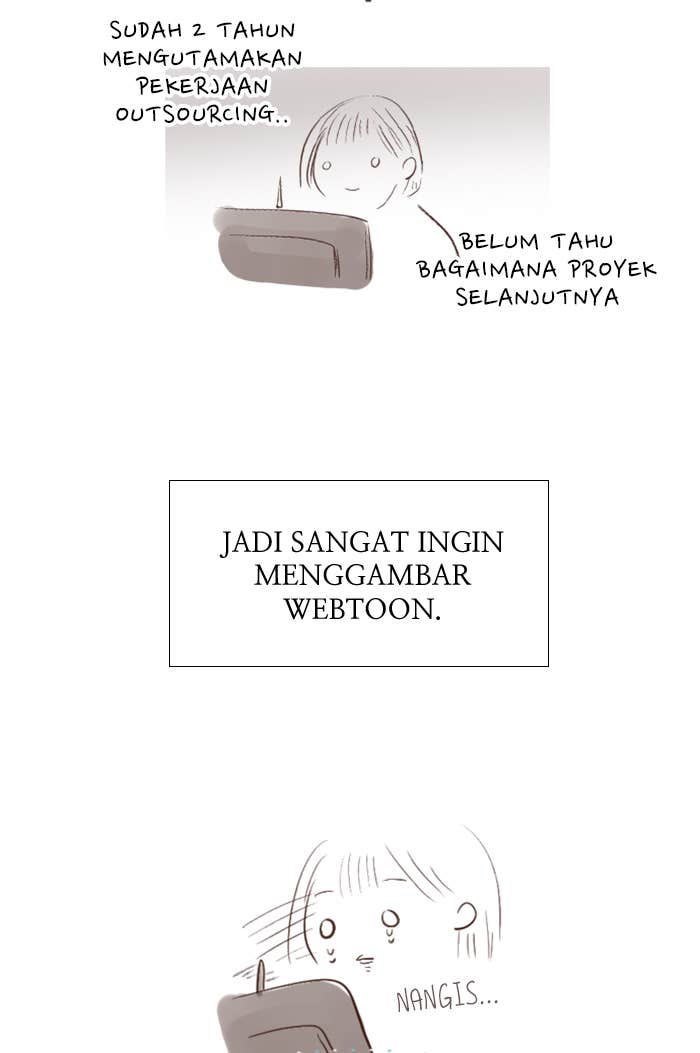 SUDAH 2 TAHUN
MENGUTAMAKAN
PEKERJAAN
OUTSOURCING..
BELUM TAHU
BAGAIMANA PROYEK
SELANJUTNYA
JADI SANGAT INGIN
MENGGAMBAR
WEBTOON.
NANGIS...